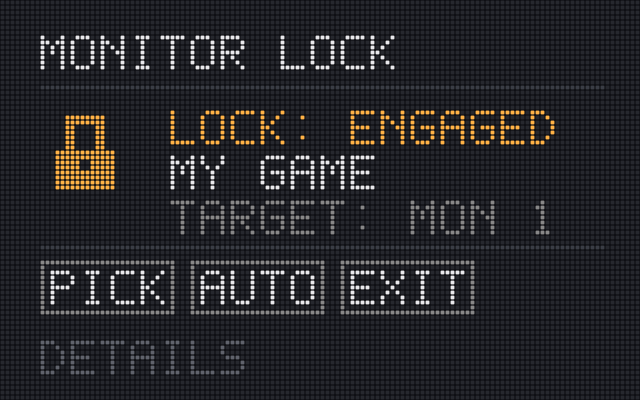 MONITOR LOCK
LOCK: ENGAGED
MY GAME
TARGET: MON 1
PICK AUTO EXIT
DETAILS